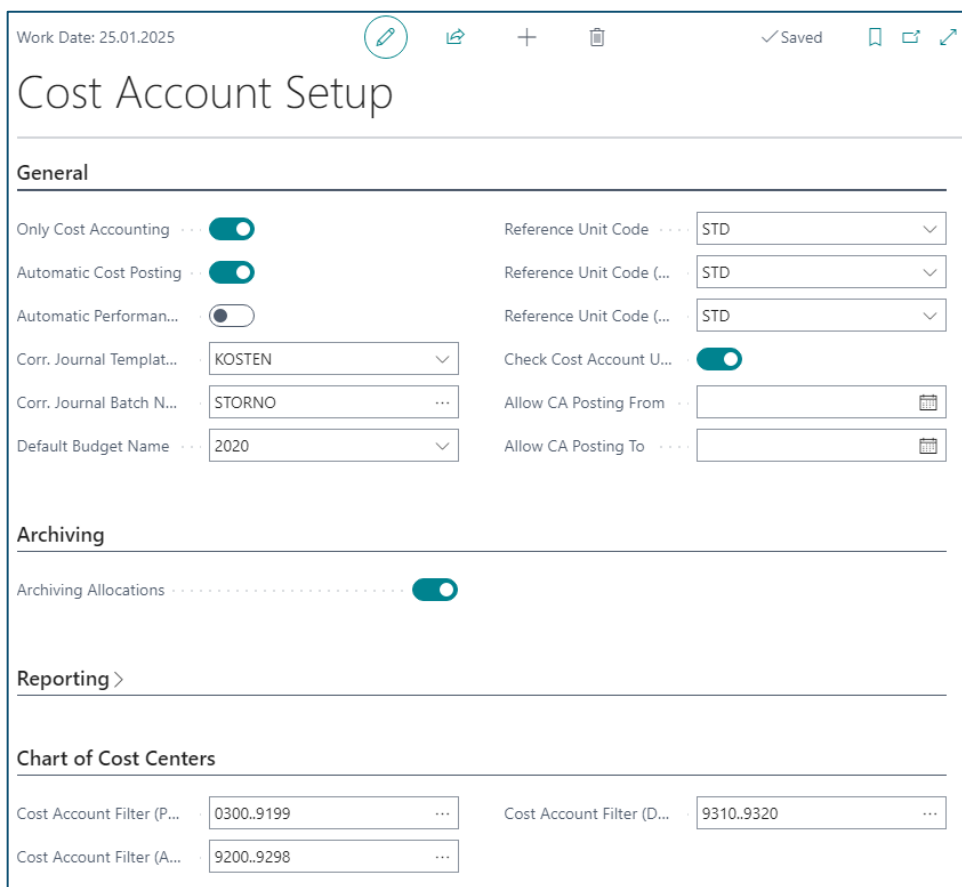 Work Date: 25.01.2025
Saved
Cost Account Setup
General
Only Cost Accounting
Automatic Cost Posting
Automatic Performan...
Corr. Journal Templat... KOSTEN
Corr. Journal Batch N... STORNO ...
Default Budget Name 2020
Reference Unit Code STD
Reference Unit Code (... STD
Reference Unit Code (... STD
Check Cost Account U...
Allow CA Posting From
Allow CA Posting To
Archiving
Archiving Allocations
Reporting >
Chart of Cost Centers
Cost Account Filter (P... 0300..9199 ...
Cost Account Filter (A... 9200..9298 ...
Cost Account Filter (D... 9310..9320 ...